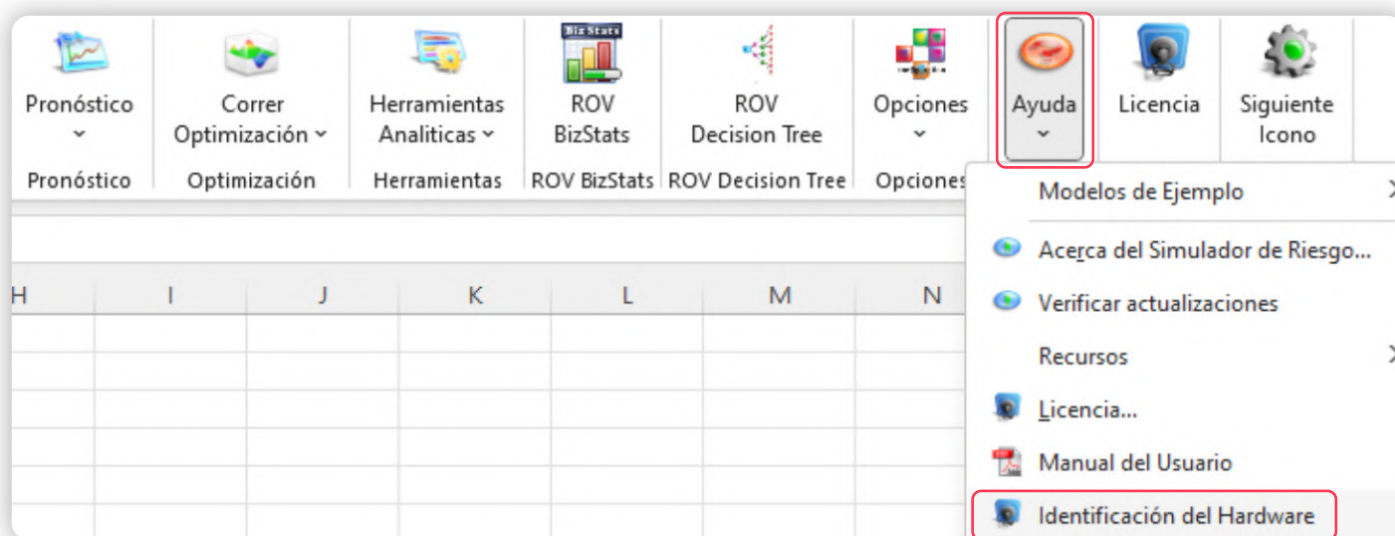 Biz Stats
Pronóstico
Correr
Optimización
Herramientas
Analiticas
ROV
BizStats
ROV
Decision Tree
Opciones
Ayuda
Licencia
Siguiente
Icono
Pronóstico
Optimización
Herramientas
ROV BizStats
ROV Decision Tree
Opciones
Modelos de Ejemplo
Acerca del Simulador de Riesgo...
Verificar actualizaciones
Recursos
Licencia...
Manual del Usuario
Identificación del Hardware
H I J K L M N